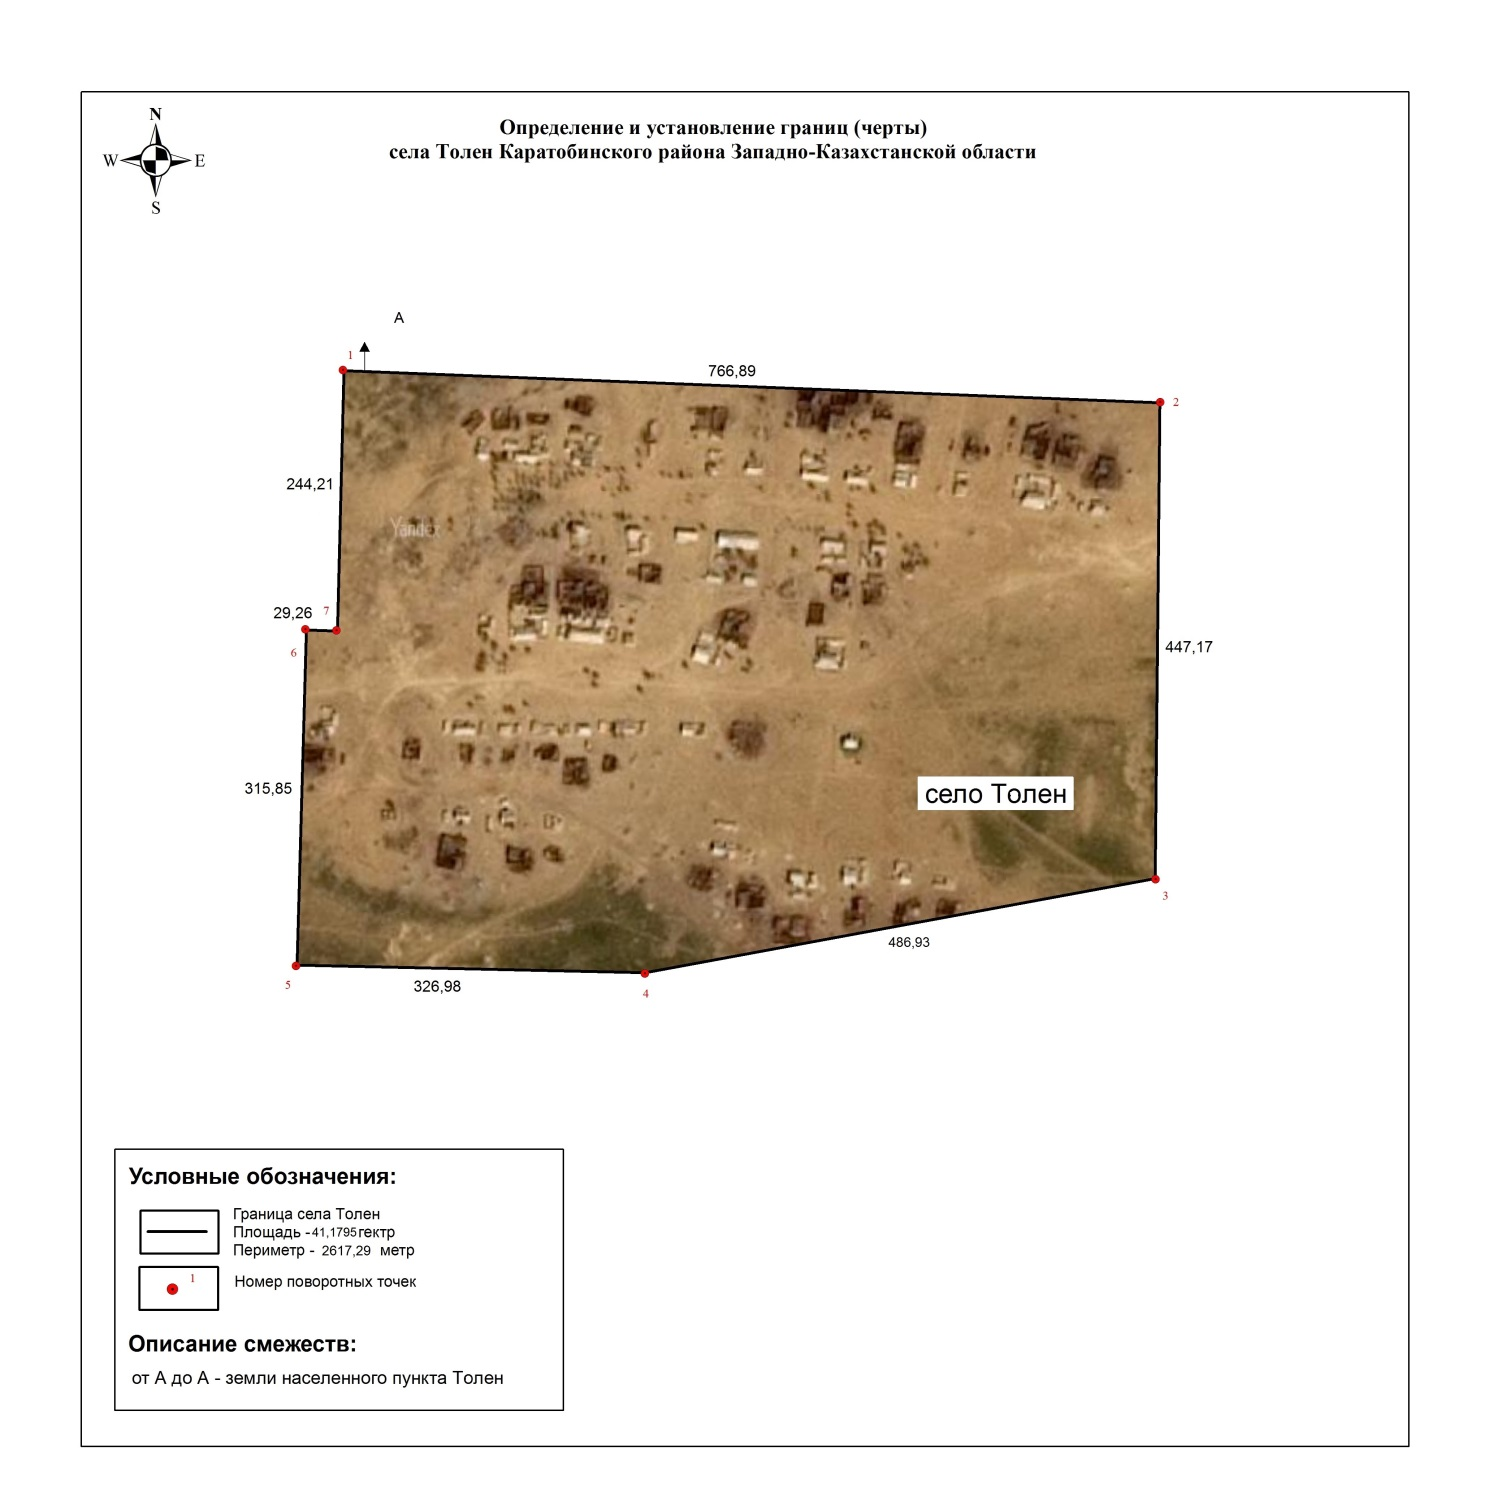 N
W E
S
Определение и установление границ (черты)
села Толен Каратобинского района Западно-Казахстанской области
A
1
766,89
2
244,21
Yandex
29,26 7
6
447,17
315,85
село Толен
3
486,93
5
326,98
4
Условные обозначения:
Граница села Толен
Площадь -41,1795гектр
Периметр - 2617,29 метр
1
Номер поворотных точек
Описание смежеств:
от А до А - земли населенного пункта Толен